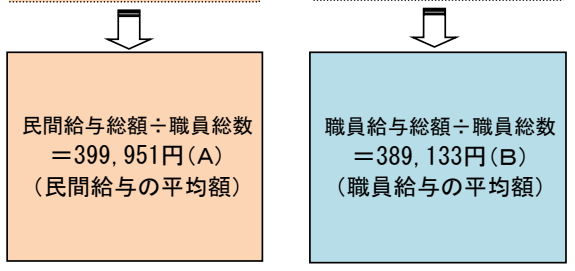 民間給与総額÷職員総数
＝399,951円(A)
（民間給与の平均額）
職員給与総額÷職員総数
＝389,133円(B)
（職員給与の平均額）